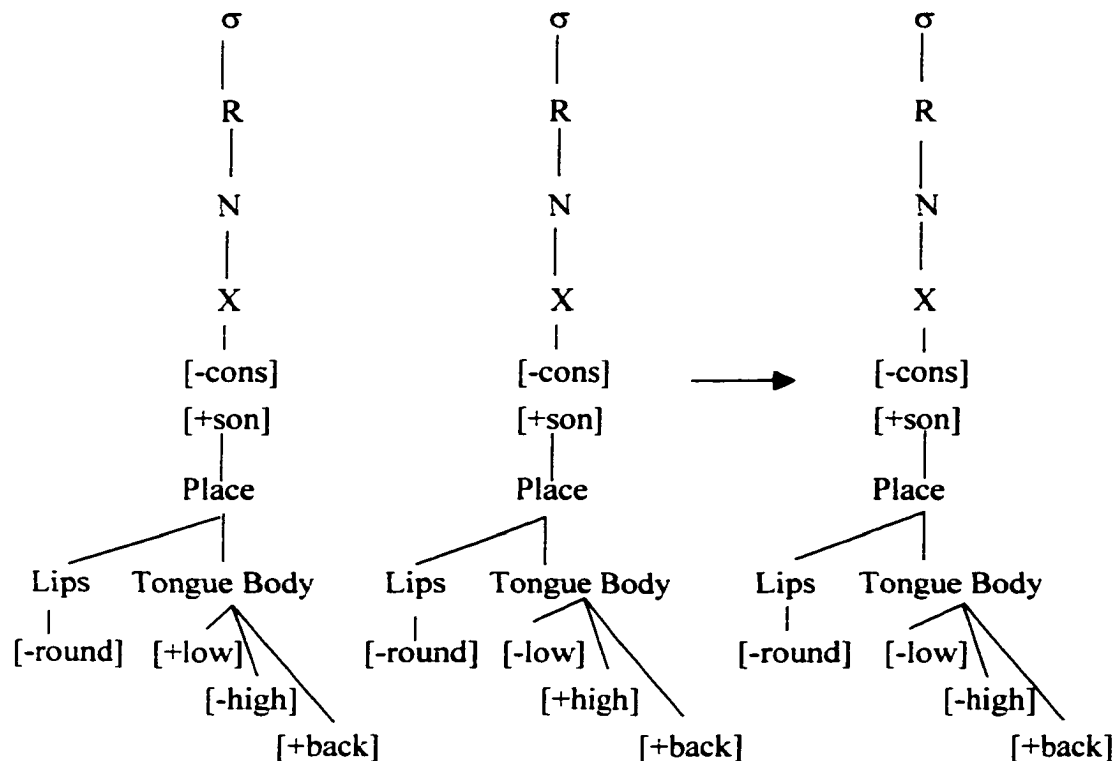 σ σ σ
R R R
N N N
X X X
[-cons] [-cons] [-cons]
[+son] [+son] [+son]
Place Place Place
Lips Tongue Body Lips Tongue Body Lips Tongue Body
[-round] [+low] [-round] [-low] [-round] [-low]
[-high] [+high] [-high]
[+back] [+back] [+back]